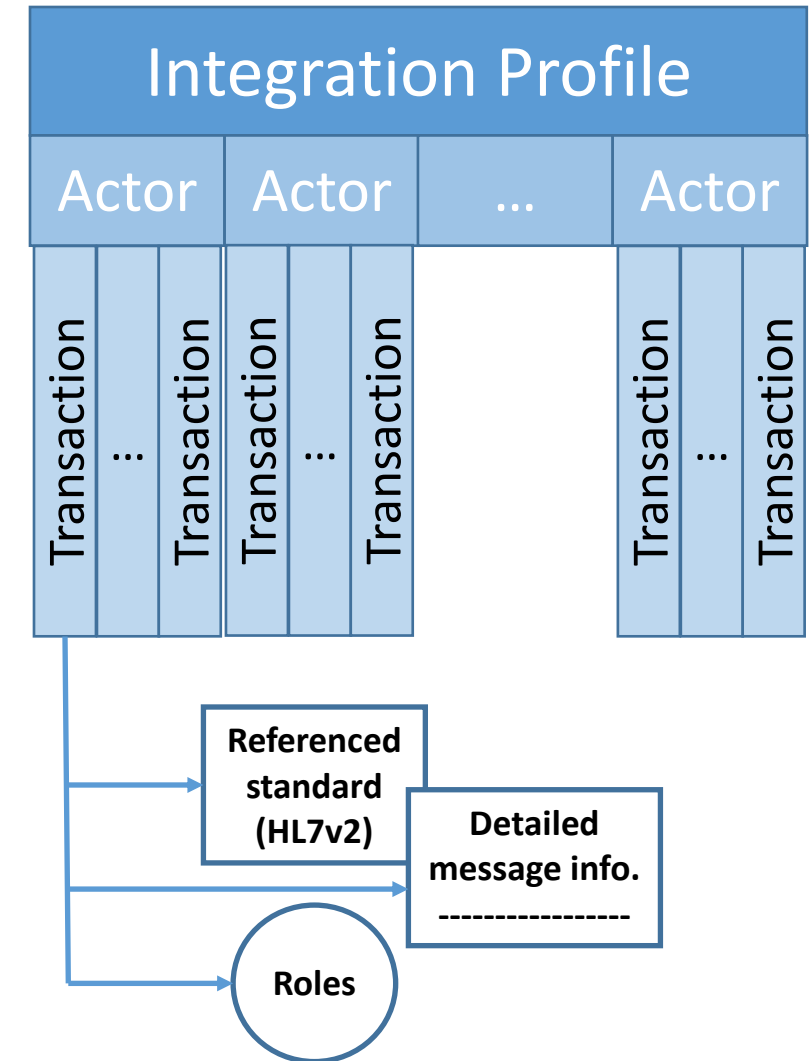 Integration Profile
Actor Actor ... Actor
Transaction ... Transaction Transaction ... Transaction Transaction ... Transaction
Referenced
standard
(HL7v2)
Detailed
message info.
-----------------
Roles